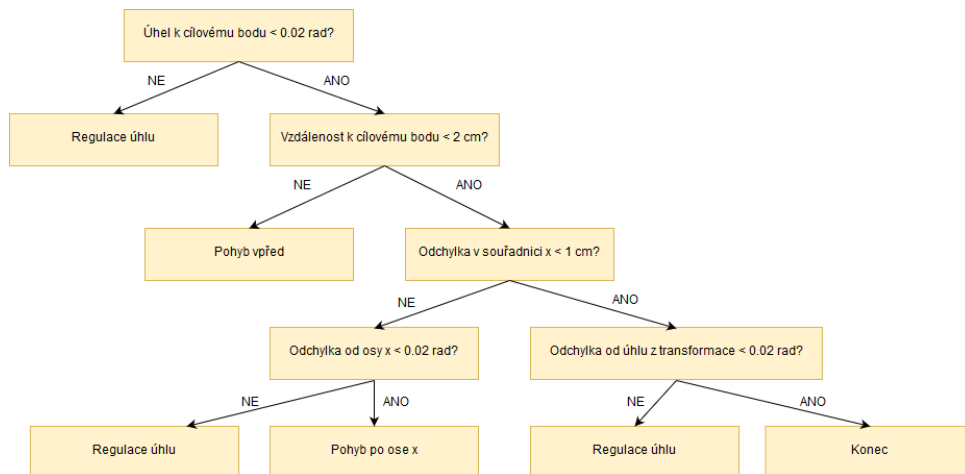 Úhel k cílovému bodu < 0.02 rad?
NE
ANO
Regulace úhlu
Vzdálenost k cílovému bodu < 2 cm?
NE
ANO
Pohyb vpřed
Odchylka v souřadnici x < 1 cm?
NE
ANO
Odchylka od osy x < 0.02 rad?
Odchylka od úhlu z transformace < 0.02 rad?
NE
ANO
NE
ANO
Regulace úhlu
Pohyb po ose x
Regulace úhlu
Konec